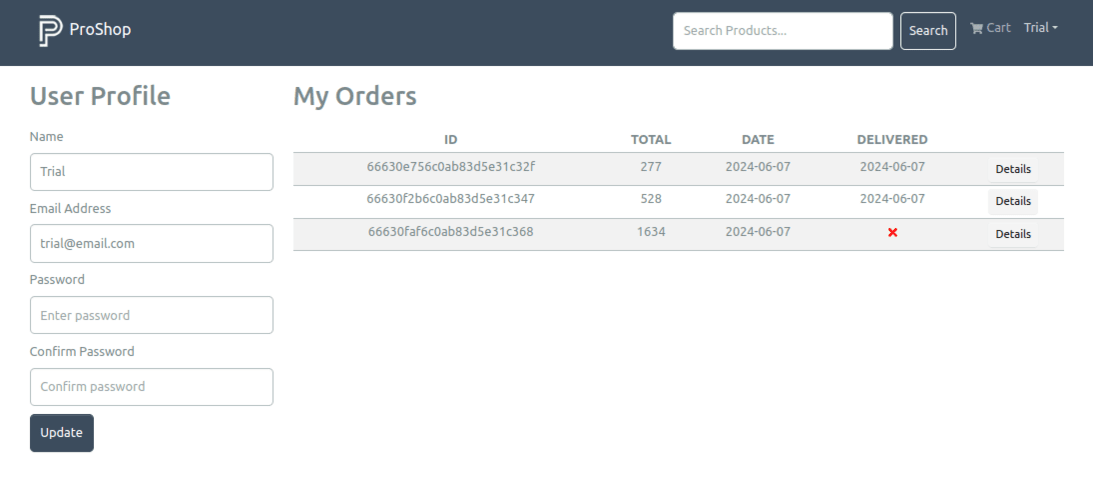 ProShop
Search Products...
Search
Cart
Trial
User Profile
Name
Trial
Email Address
trial@email.com
Password
Enter password
Confirm Password
Confirm password
Update
My Orders
ID TOTAL DATE DELIVERED
66630e756c0ab83d5e31c32f 277 2024-06-07 2024-06-07 Details
66630f2b6c0ab83d5e31c347 528 2024-06-07 2024-06-07 Details
66630faf6c0ab83d5e31c368 1634 2024-06-07 Details